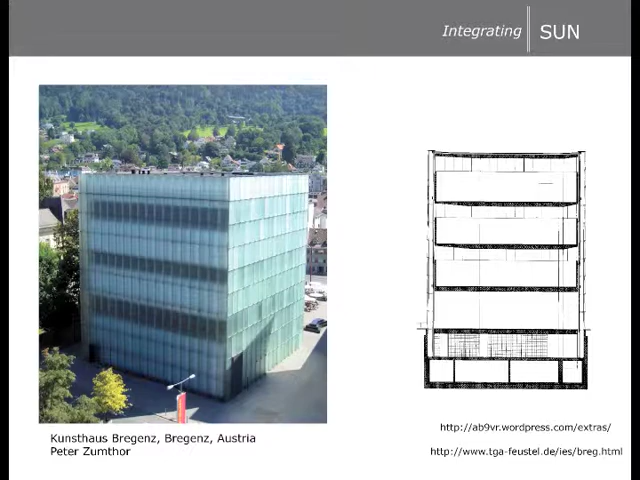 Integrating SUN
Kunsthaus Bregenz, Bregenz, Austria
Peter Zumthor
http://ab9vr.wordpress.com/extras/
http://www.tga-feustel.de/ies/breg.html